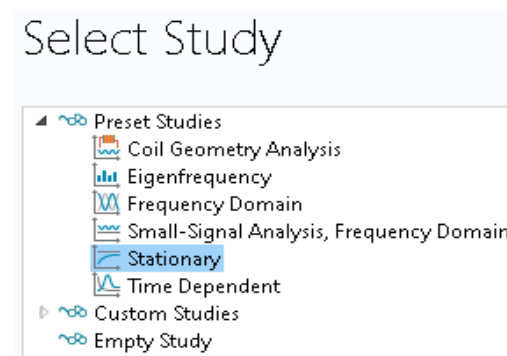 Select Study
Preset Studies
Coil Geometry Analysis
Eigenfrequency
Frequency Domain
Small-Signal Analysis, Frequency Domain
Stationary
Time Dependent
Custom Studies
Empty Study